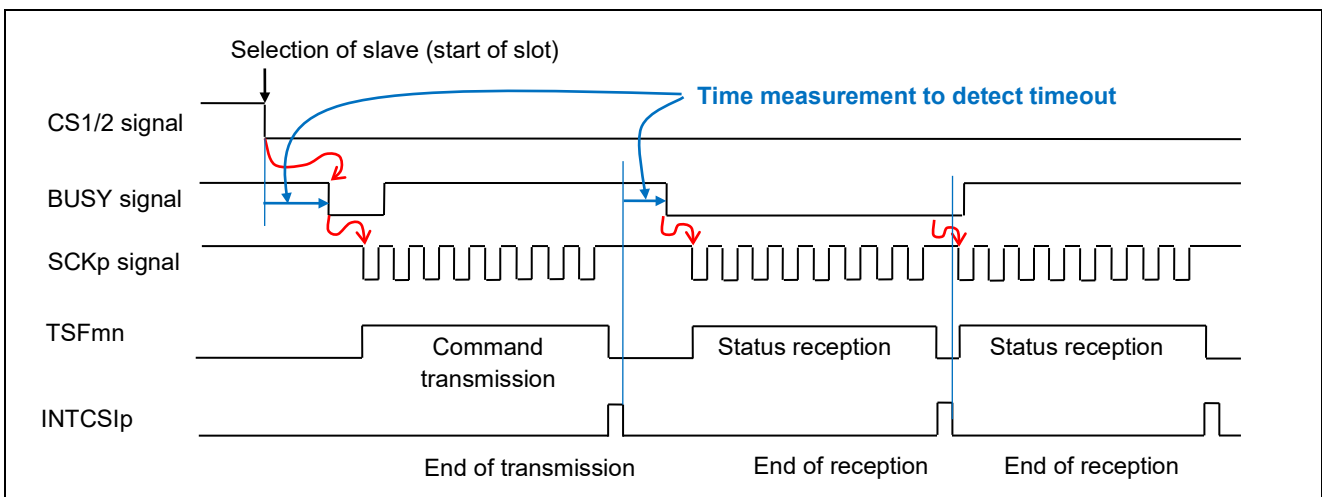 Selection of slave (start of slot)
Time measurement to detect timeout
CS1/2 signal
BUSY signal
SCKp signal
TSFmn
Command
transmission
Status reception
Status reception
INTCSIp
End of transmission
End of reception
End of reception